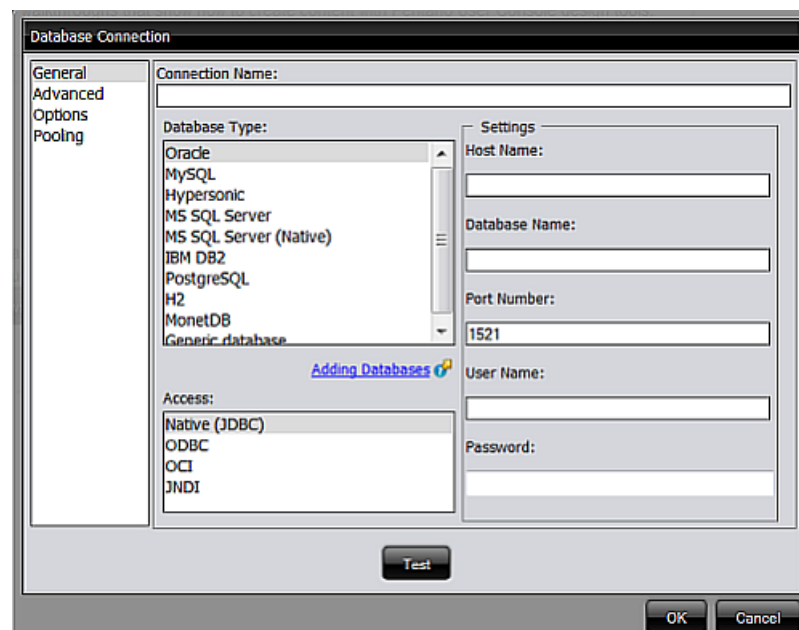 Database Connection
General
Advanced
Options
Pooling
Connection Name:
Database Type:
Oracle
MySQL
Hypersonic
MS SQL Server
MS SQL Server (Native)
IBM DB2
PostgreSQL
H2
MonetDB
Generic database
Adding Databases
Access:
Native (JDBC)
ODBC
OCI
JNDI
Settings
Host Name:
Database Name:
Port Number:
1521
User Name:
Password:
Test
OK
Cancel